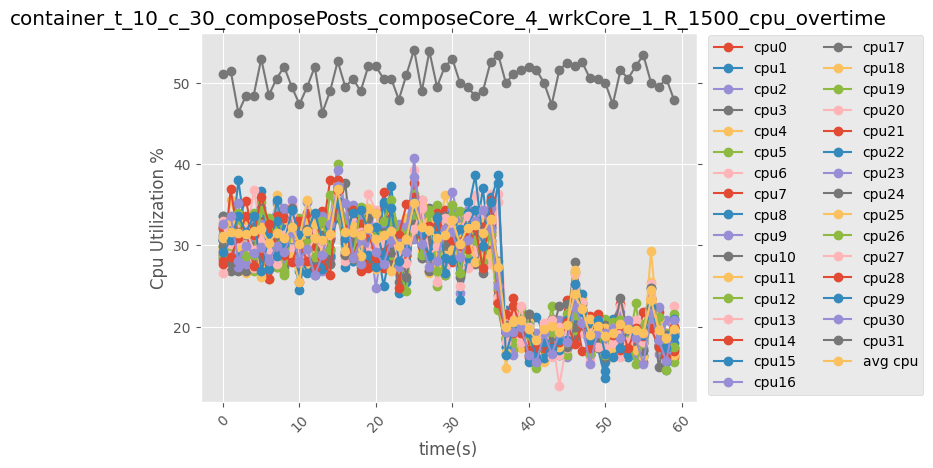 container_t_10_c_30_composePosts_composeCore_4_wrkCore_1_R_1500_cpu_overtime
Cpu Utilization %
50
40
30
20
0
10
20
30
40
50
60
time(s)
cpu0
cpu1
cpu2
cpu3
cpu4
cpu5
cpu6
cpu7
cpu8
cpu9
cpu10
cpu11
cpu12
cpu13
cpu14
cpu15
cpu16
cpu17
cpu18
cpu19
cpu20
cpu21
cpu22
cpu23
cpu24
cpu25
cpu26
cpu27
cpu28
cpu29
cpu30
cpu31
avg cpu